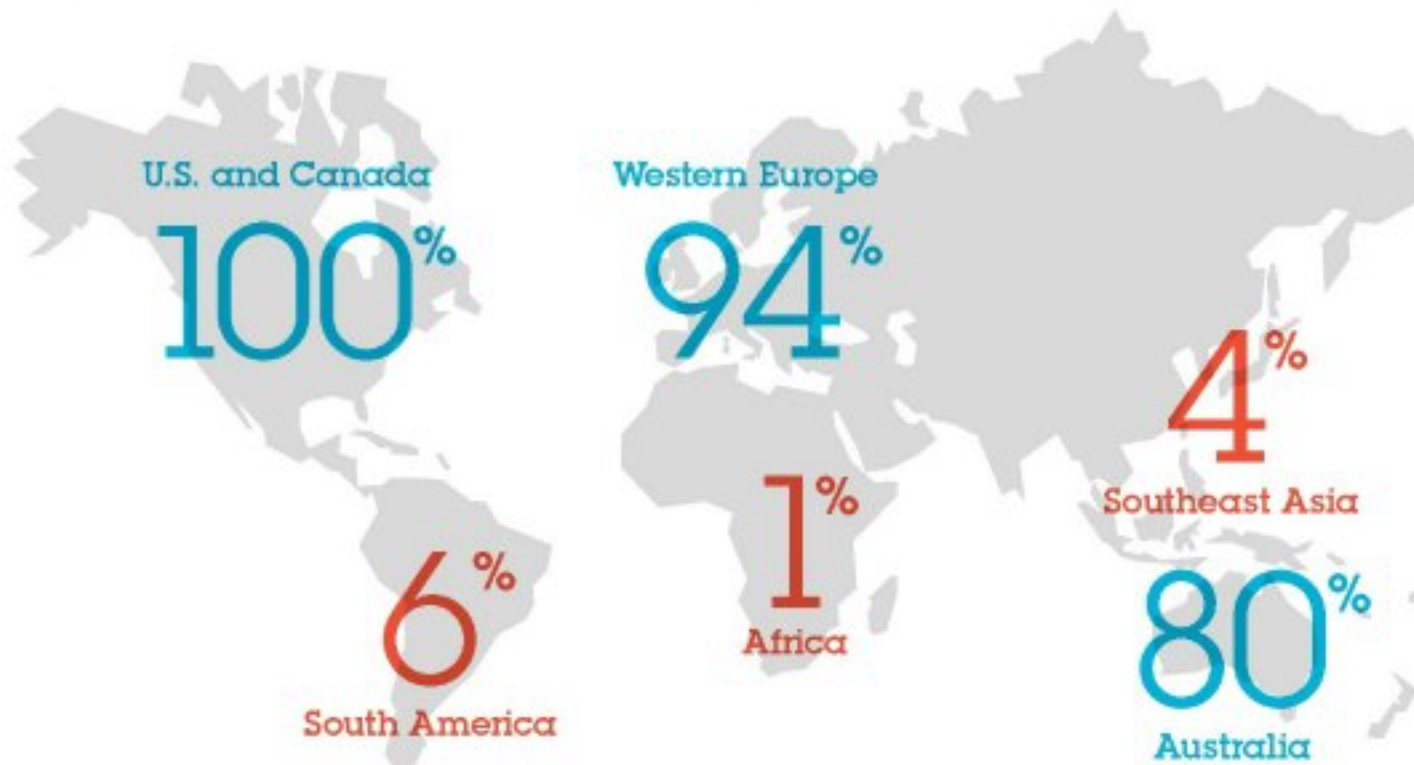 U.S. and Canada
100%
Western Europe
94%
4%
Southeast Asia
1%
Africa
6%
South America
80%
Australia